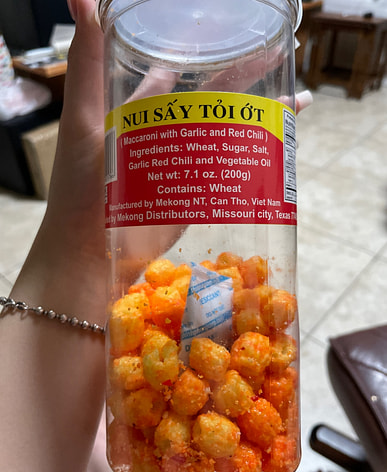 NUI SẤY TỎI ỚT
( Maccaroni with Garlic and Red Chili )
Ingredients: Wheat, Sugar, Salt,
Garlic Red Chili and Vegetable Oil
Net wt: 7.1 oz. (200g)
Contains: Wheat
Manufactured by Mekong NT, Can Tho, Viet Nam
by Mekong Distributors, Missouri city, Texas